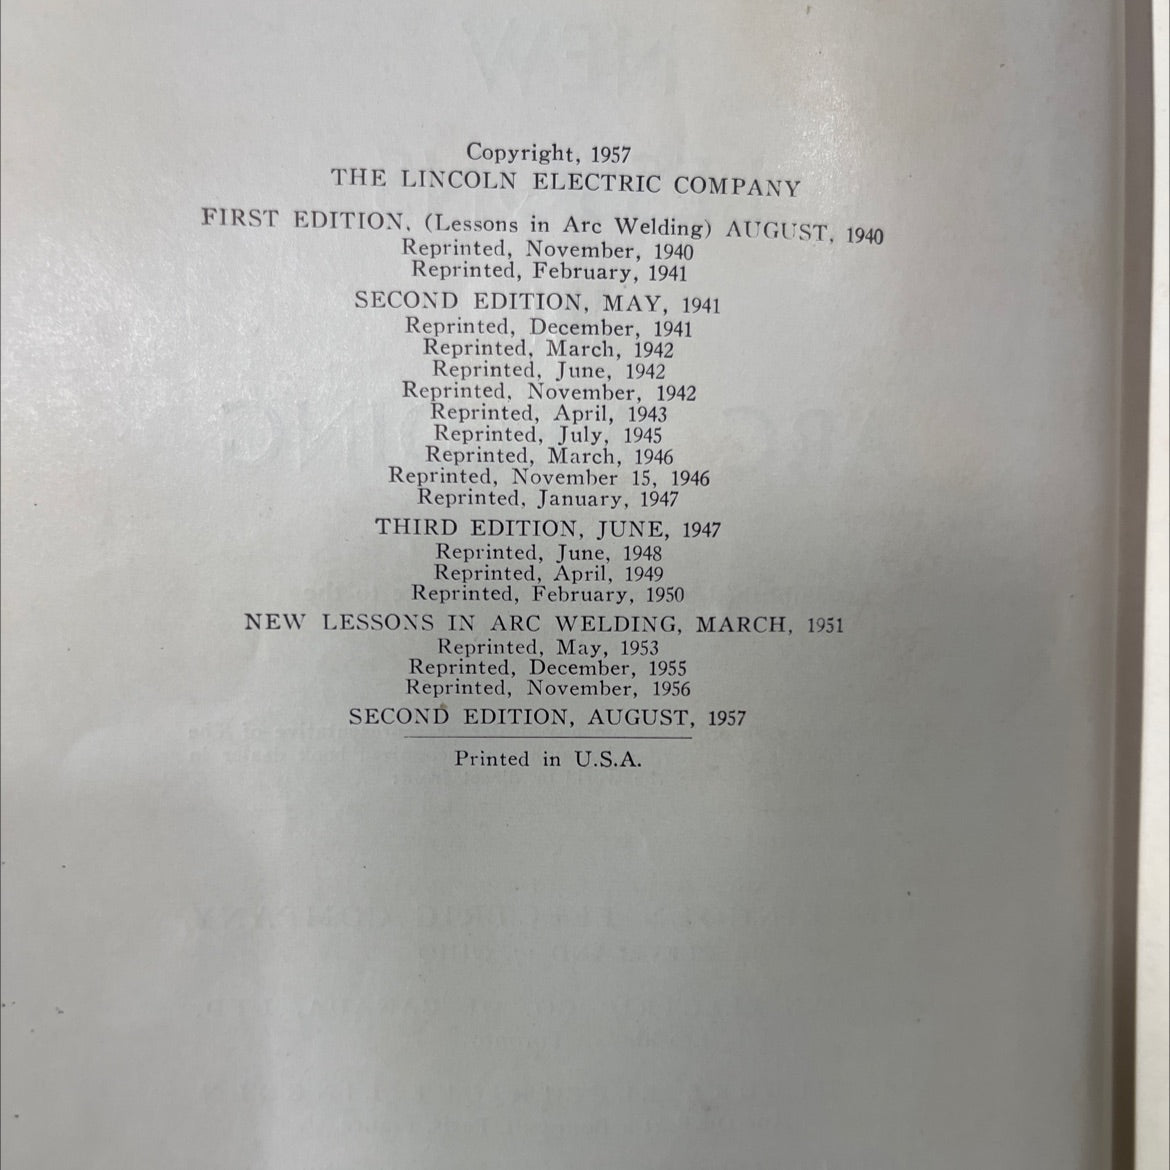 Copyright, 1957
THE LINCOLN ELECTRIC COMPANY
FIRST EDITION, (Lessons in Arc Welding) AUGUST, 1940
Reprinted, November, 1940
Reprinted, February, 1941
SECOND EDITION, MAY, 1941
Reprinted, December, 1941
Reprinted, March, 1942
Reprinted, June, 1942
Reprinted, November, 1942
Reprinted, April, 1943
Reprinted, July, 1945
Reprinted, March, 1946
Reprinted, November 15, 1946
Reprinted, January, 1947
THIRD EDITION, JUNE, 1947
Reprinted, June, 1948
Reprinted, April, 1949
Reprinted, February, 1950
NEW LESSONS IN ARC WELDING, MARCH, 1951
Reprinted, May, 1953
Reprinted, December, 1955
Reprinted, November, 1956
SECOND EDITION, AUGUST, 1957
Printed in U.S.A.